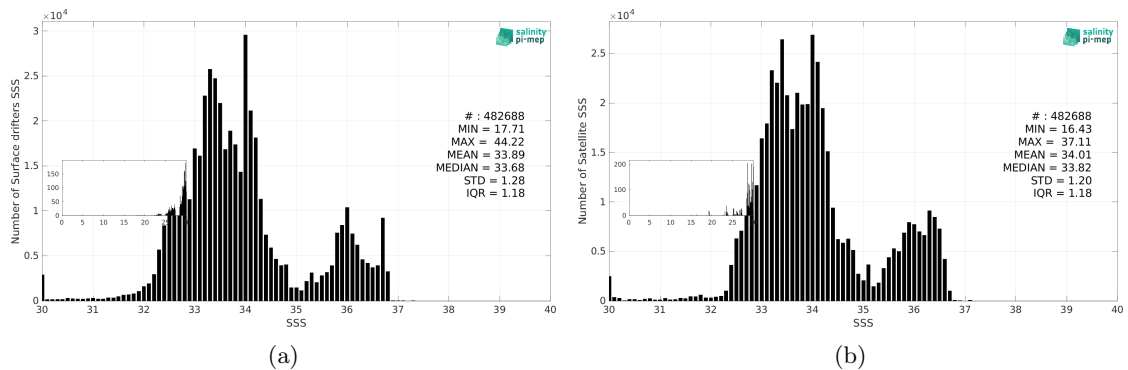 ×10⁴
3
2.5
2
1.5
1
0.5
0
Number of Surface drifters SSS
30 31 32 33 34 35 36 37 38 39 40
SSS
salinity
pi-mep
# : 482688
MIN = 17.71
MAX = 44.22
MEAN = 33.89
MEDIAN = 33.68
STD = 1.28
IQR = 1.18
150
100
50
0
0 5 10 15 20 25
(a)
×10⁴
2.5
2
1.5
1
0.5
0
Number of Satellite SSS
30 31 32 33 34 35 36 37 38 39 40
SSS
salinity
pi-mep
# : 482688
MIN = 16.43
MAX = 37.11
MEAN = 34.01
MEDIAN = 33.82
STD = 1.20
IQR = 1.18
200
100
0
0 5 10 15 20 25
(b)